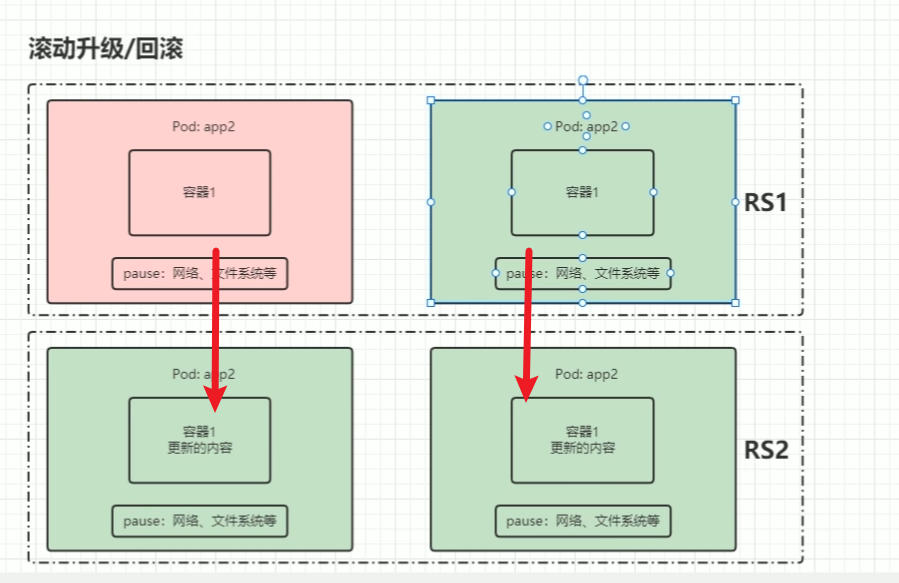 滚动升级/回滚
Pod: app2
容器1
pause：网络、文件系统等
Pod: app2
容器1
pause：网络、文件系统等
RS1
Pod: app2
容器1
更新的内容
pause：网络、文件系统等
Pod: app2
容器1
更新的内容
pause：网络、文件系统等
RS2